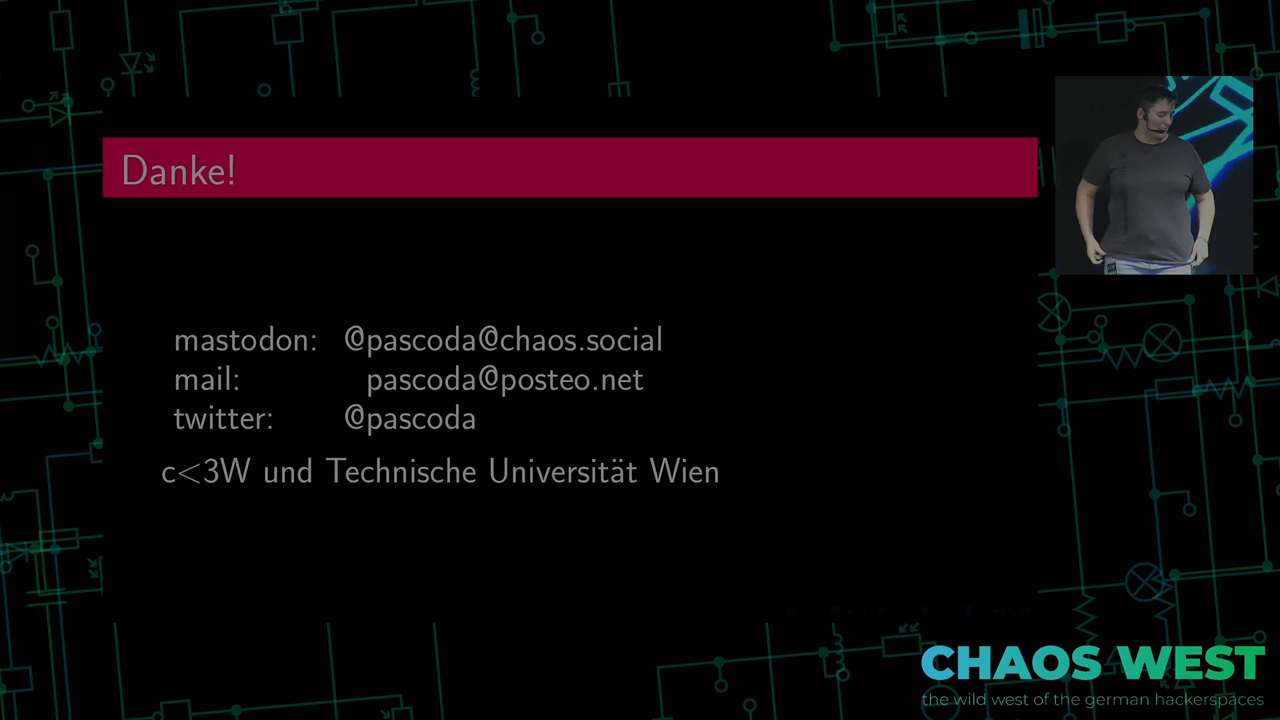 Danke!
mastodon: @pascoda@chaos.social
mail: pascoda@posteo.net
twitter: @pascoda
c<3W und Technische Universität Wien
CHAOS WEST
the wild west of the german hackerspaces